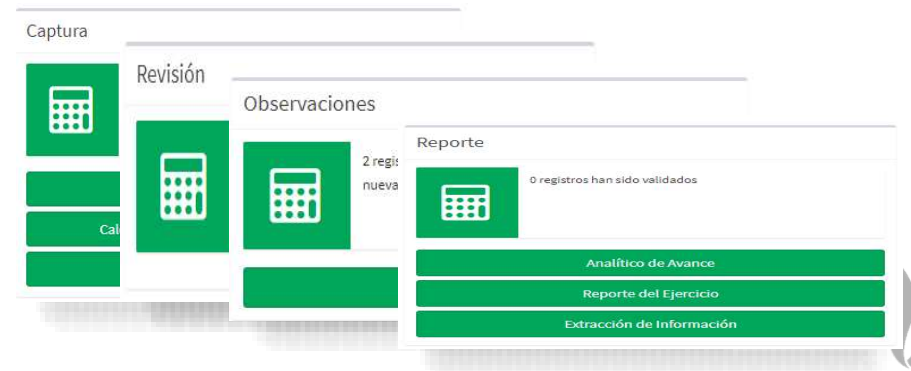 Captura
Revisión
Observaciones
Reporte
2
0 registros han sido validados
nueva
Analítico de Avance
Reporte del Ejercicio
Extracción de Información